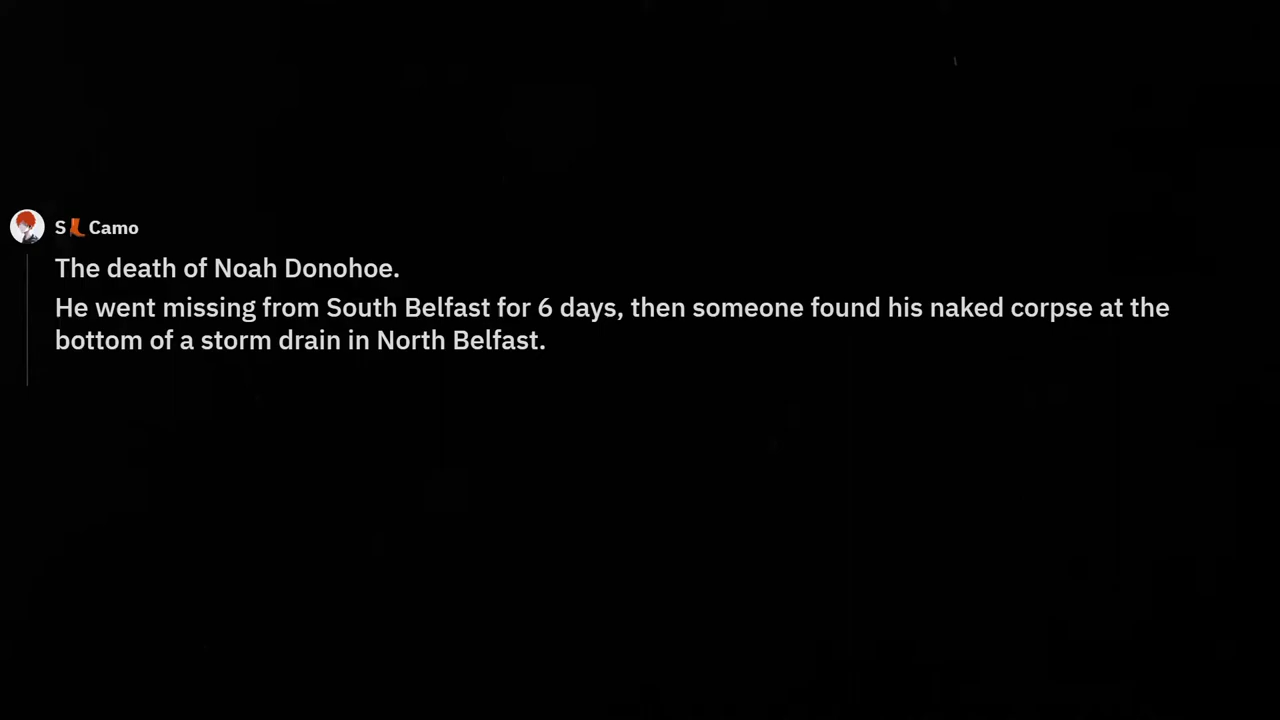 S👢Camo
The death of Noah Donohoe.
He went missing from South Belfast for 6 days, then someone found his naked corpse at the
bottom of a storm drain in North Belfast.